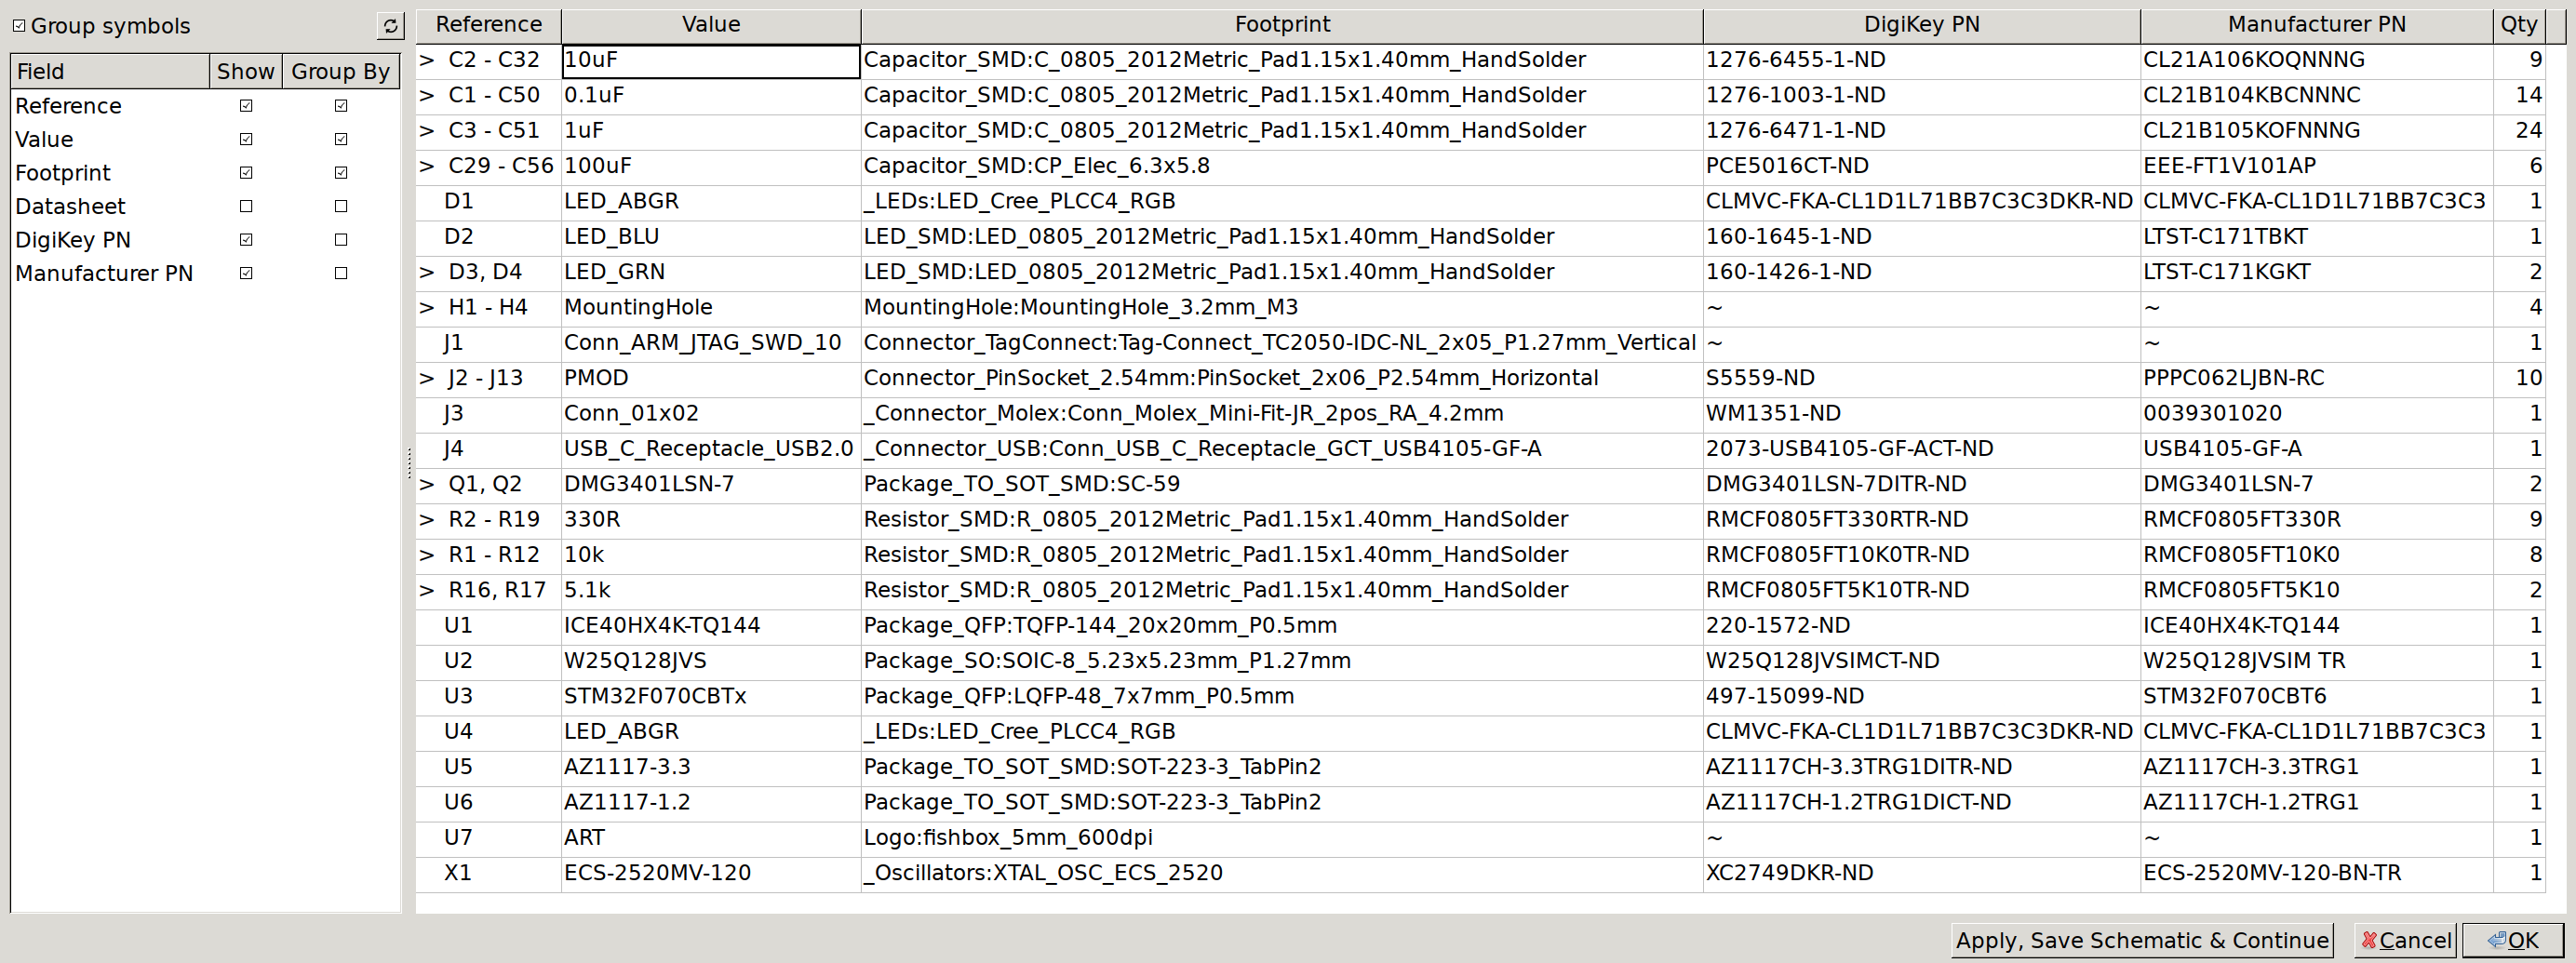 Group symbols
Field Show Group By
Reference
Value
Footprint
Datasheet
DigiKey PN
Manufacturer PN
Reference Value Footprint DigiKey PN Manufacturer PN Qty
> C2 - C32 10uF Capacitor_SMD:C_0805_2012Metric_Pad1.15x1.40mm_HandSolder 1276-6455-1-ND CL21A106KOQNNNG 9
> C1 - C50 0.1uF Capacitor_SMD:C_0805_2012Metric_Pad1.15x1.40mm_HandSolder 1276-1003-1-ND CL21B104KBCNNNC 14
> C3 - C51 1uF Capacitor_SMD:C_0805_2012Metric_Pad1.15x1.40mm_HandSolder 1276-6471-1-ND CL21B105KOFNNNG 24
> C29 - C56 100uF Capacitor_SMD:CP_Elec_6.3x5.8 PCE5016CT-ND EEE-FT1V101AP 6
D1 LED_ABGR _LEDs:LED_Cree_PLCC4_RGB CLMVC-FKA-CL1D1L71BB7C3C3DKR-ND CLMVC-FKA-CL1D1L71BB7C3C3 1
D2 LED_BLU LED_SMD:LED_0805_2012Metric_Pad1.15x1.40mm_HandSolder 160-1645-1-ND LTST-C171TBKT 1
> D3, D4 LED_GRN LED_SMD:LED_0805_2012Metric_Pad1.15x1.40mm_HandSolder 160-1426-1-ND LTST-C171KGKT 2
> H1 - H4 MountingHole MountingHole:MountingHole_3.2mm_M3 ~ ~ 4
J1 Conn_ARM_JTAG_SWD_10 Connector_TagConnect:Tag-Connect_TC2050-IDC-NL_2x05_P1.27mm_Vertical ~ ~ 1
> J2 - J13 PMOD Connector_PinSocket_2.54mm:PinSocket_2x06_P2.54mm_Horizontal S5559-ND PPPC062LJBN-RC 10
J3 Conn_01x02 _Connector_Molex:Conn_Molex_Mini-Fit-JR_2pos_RA_4.2mm WM1351-ND 0039301020 1
J4 USB_C_Receptacle_USB2.0 _Connector_USB:Conn_USB_C_Receptacle_GCT_USB4105-GF-A 2073-USB4105-GF-ACT-ND USB4105-GF-A 1
> Q1, Q2 DMG3401LSN-7 Package_TO_SOT_SMD:SC-59 DMG3401LSN-7DITR-ND DMG3401LSN-7 2
> R2 - R19 330R Resistor_SMD:R_0805_2012Metric_Pad1.15x1.40mm_HandSolder RMCF0805FT330RTR-ND RMCF0805FT330R 9
> R1 - R12 10k Resistor_SMD:R_0805_2012Metric_Pad1.15x1.40mm_HandSolder RMCF0805FT10K0TR-ND RMCF0805FT10K0 8
> R16, R17 5.1k Resistor_SMD:R_0805_2012Metric_Pad1.15x1.40mm_HandSolder RMCF0805FT5K10TR-ND RMCF0805FT5K10 2
U1 ICE40HX4K-TQ144 Package_QFP:TQFP-144_20x20mm_P0.5mm 220-1572-ND ICE40HX4K-TQ144 1
U2 W25Q128JVS Package_SO:SOIC-8_5.23x5.23mm_P1.27mm W25Q128JVSIMCT-ND W25Q128JVSIM TR 1
U3 STM32F070CBTx Package_QFP:LQFP-48_7x7mm_P0.5mm 497-15099-ND STM32F070CBT6 1
U4 LED_ABGR _LEDs:LED_Cree_PLCC4_RGB CLMVC-FKA-CL1D1L71BB7C3C3DKR-ND CLMVC-FKA-CL1D1L71BB7C3C3 1
U5 AZ1117-3.3 Package_TO_SOT_SMD:SOT-223-3_TabPin2 AZ1117CH-3.3TRG1DITR-ND AZ1117CH-3.3TRG1 1
U6 AZ1117-1.2 Package_TO_SOT_SMD:SOT-223-3_TabPin2 AZ1117CH-1.2TRG1DICT-ND AZ1117CH-1.2TRG1 1
U7 ART Logo:fishbox_5mm_600dpi ~ ~ 1
X1 ECS-2520MV-120 _Oscillators:XTAL_OSC_ECS_2520 XC2749DKR-ND ECS-2520MV-120-BN-TR 1
Apply, Save Schematic & Continue Cancel OK